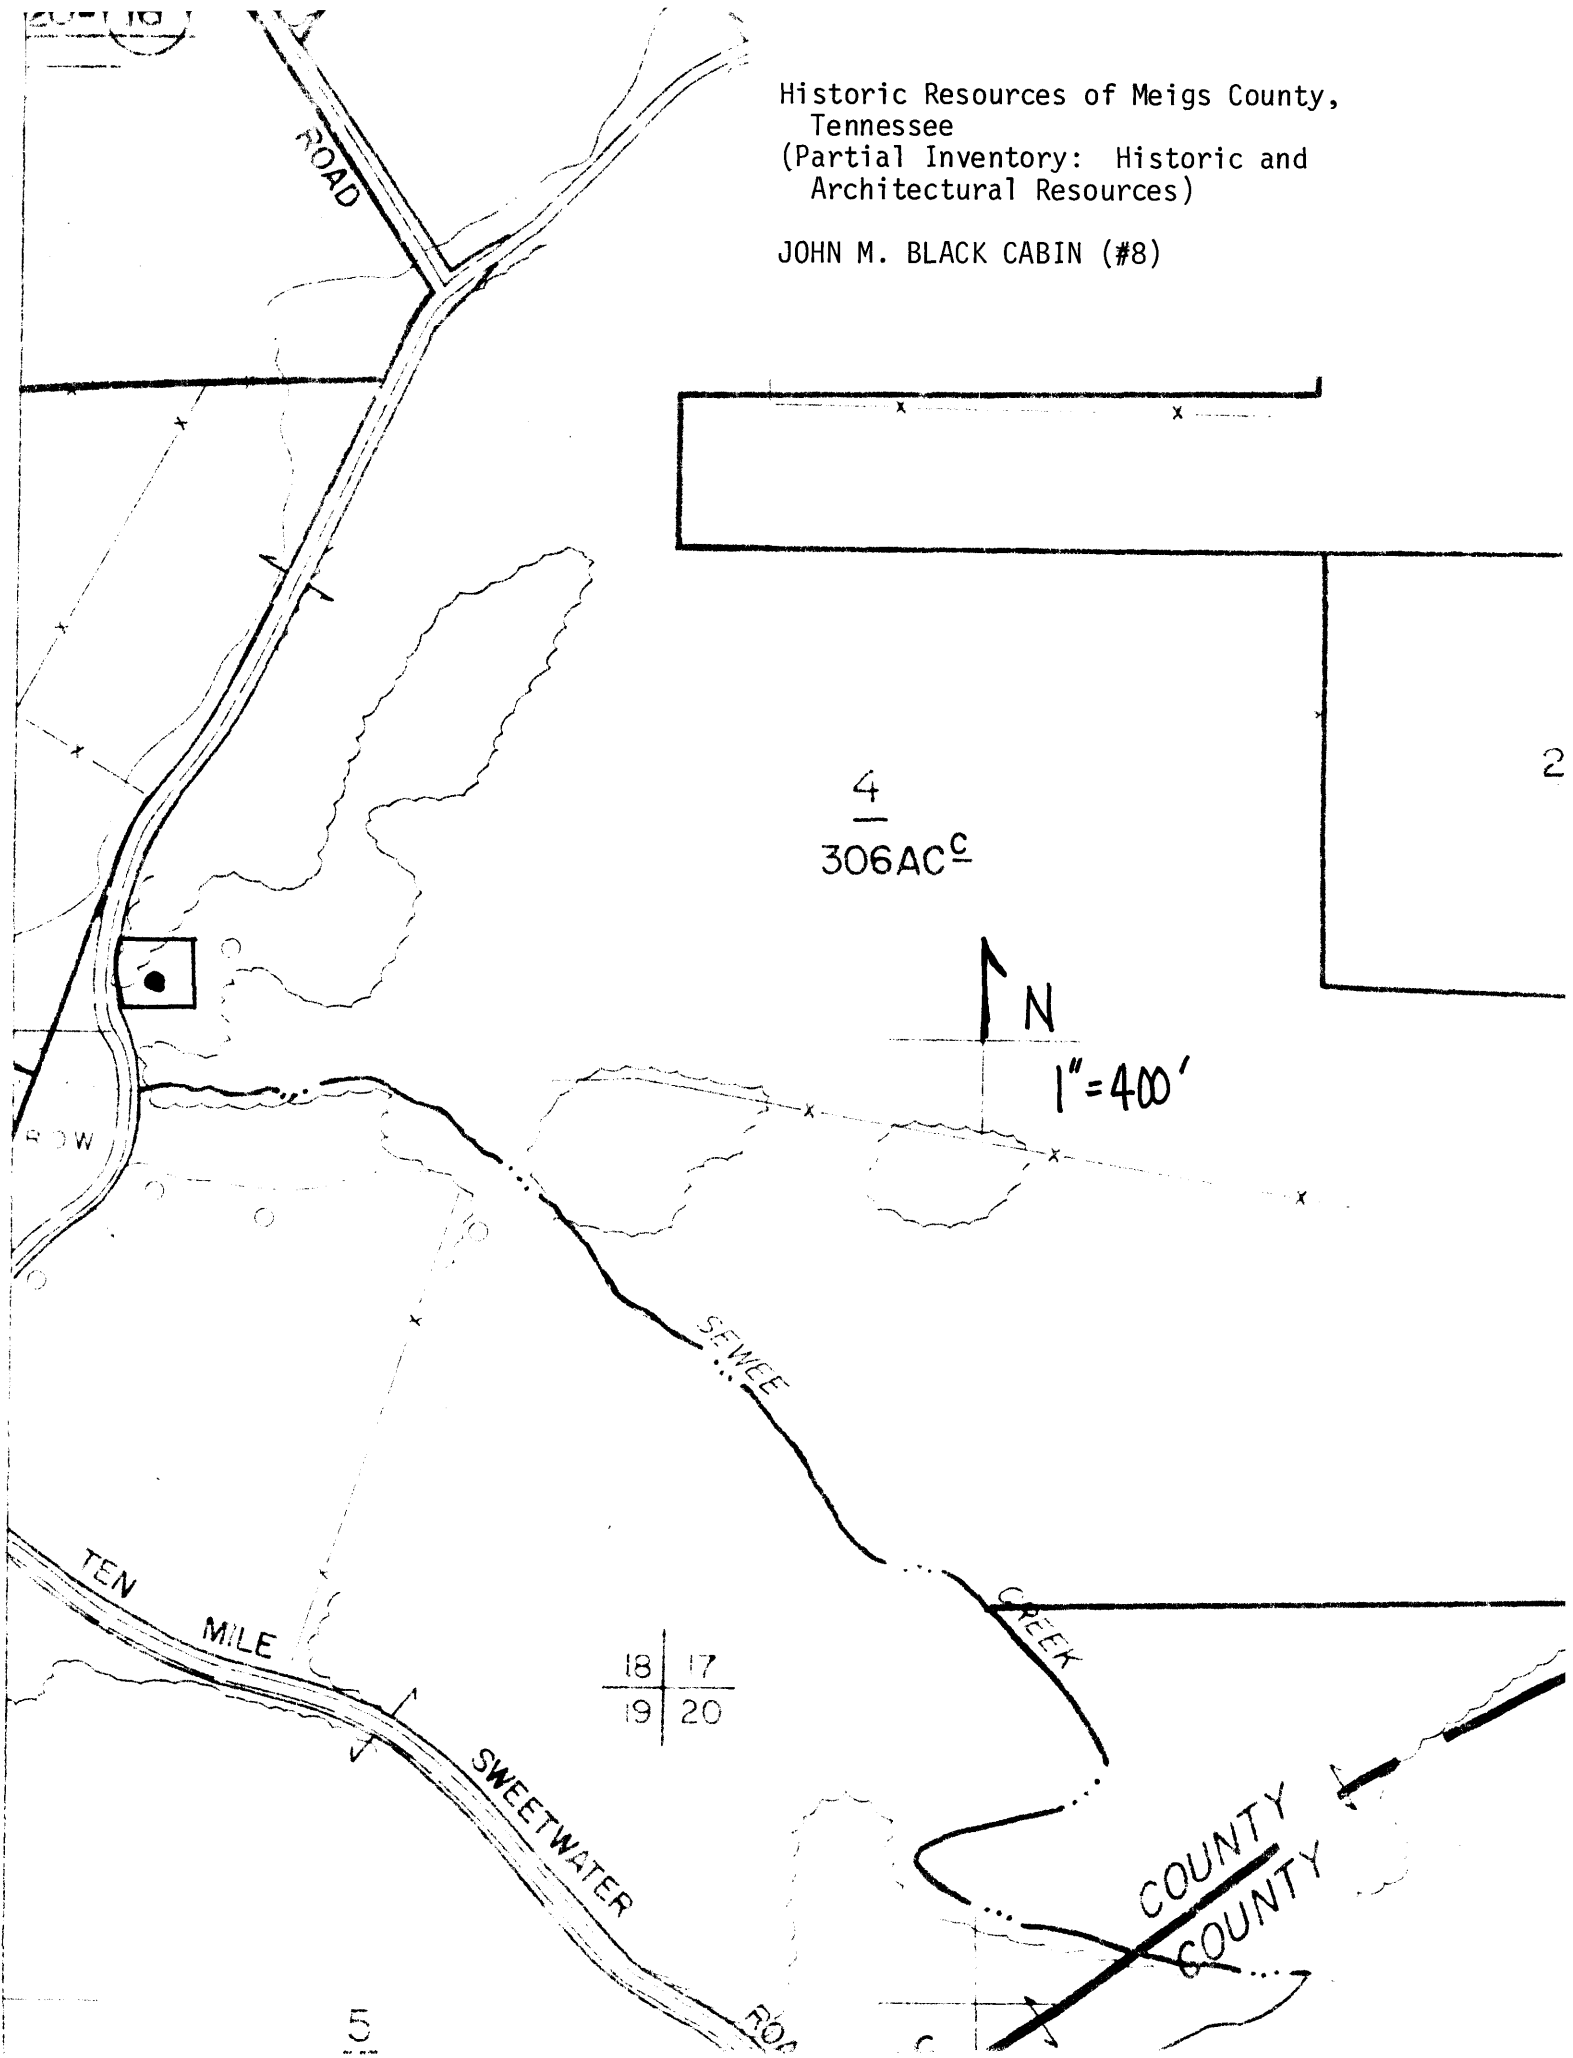 Historic Resources of Meigs County,
Tennessee
(Partial Inventory: Historic and
Architectural Resources)
JOHN M. BLACK CABIN (#8)
ROAD
2
4
306AC c
N
1"=400'
ROW
SEWEE
CREEK
TEN
MILE
SWEETWATER
18 17
19 20
COUNTY
COUNTY
5